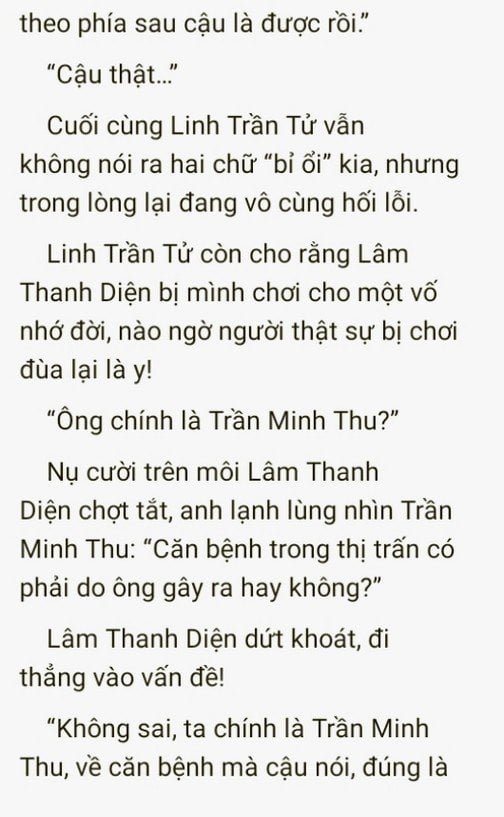 theo phía sau cậu là được rồi.”
“Cậu thật...”
Cuối cùng Linh Trần Tử vẫn
không nói ra hai chữ “bỉ ổi” kia, nhưng
trong lòng lại đang vô cùng hối lỗi.
Linh Trần Tử còn cho rằng Lâm
Thanh Diện bị mình chơi cho một vố
nhớ đời, nào ngờ người thật sự bị chơi
đùa lại là y!
“Ông chính là Trần Minh Thu?”
Nụ cười trên môi Lâm Thanh
Diện chợt tắt, anh lạnh lùng nhìn Trần
Minh Thu: “Căn bệnh trong thị trấn có
phải do ông gây ra hay không?”
Lâm Thanh Diện dứt khoát, đi
thẳng vào vấn đề!
“Không sai, ta chính là Trần Minh
Thu, về căn bệnh mà cậu nói, đúng là